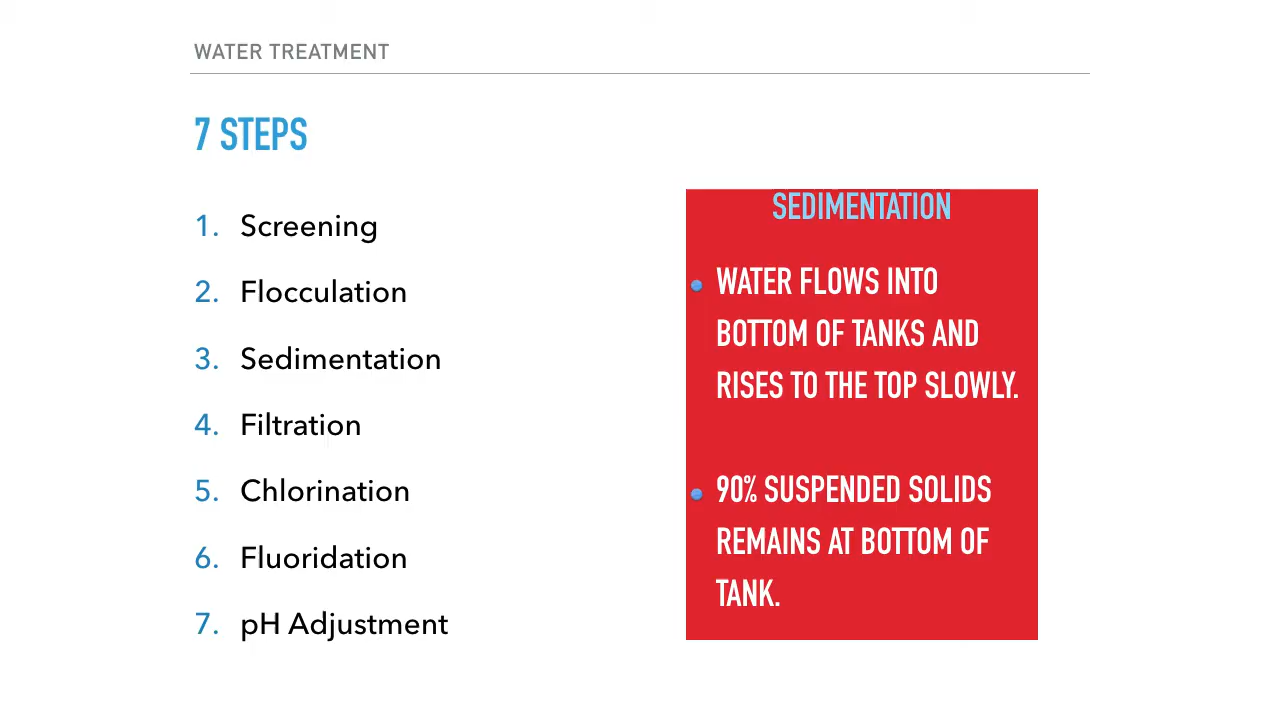 WATER TREATMENT
7 STEPS
1. Screening
2. Flocculation
3. Sedimentation
4. Filtration
5. Chlorination
6. Fluoridation
7. pH Adjustment
SEDIMENTATION
• WATER FLOWS INTO
BOTTOM OF TANKS AND
RISES TO THE TOP SLOWLY.
• 90% SUSPENDED SOLIDS
REMAINS AT BOTTOM OF
TANK.